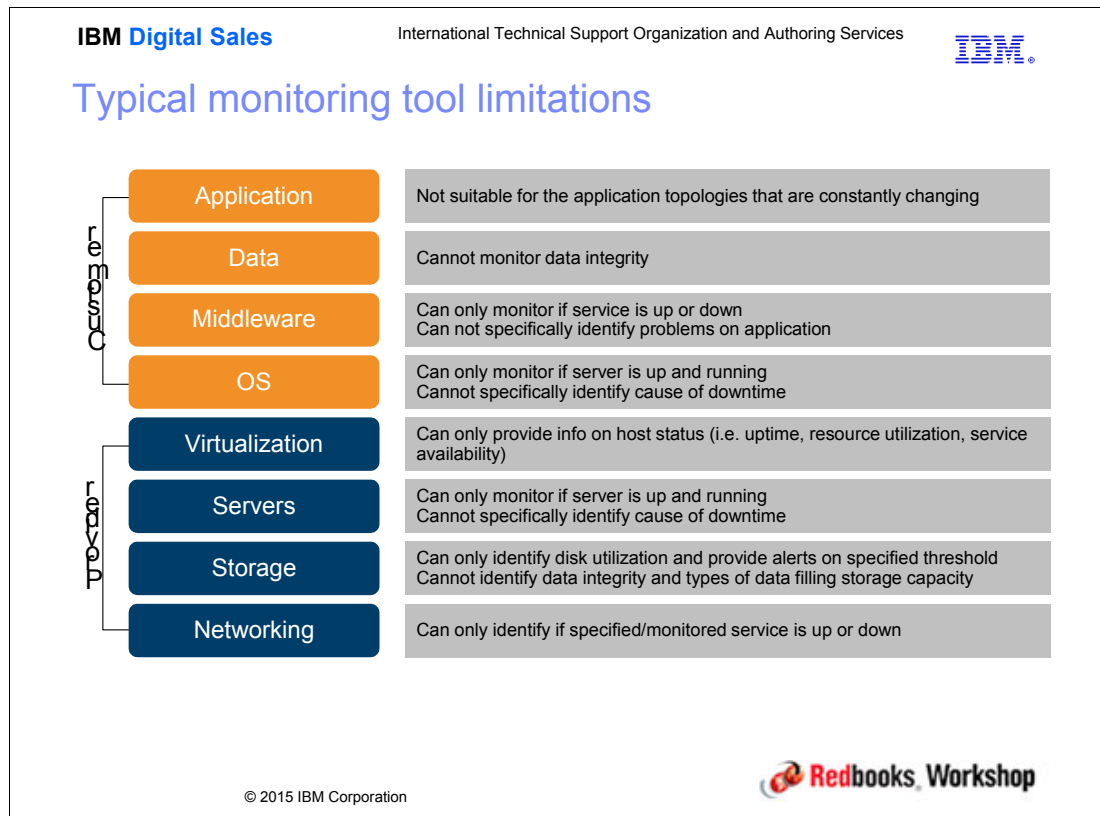 IBM Digital Sales
International Technical Support Organization and Authoring Services
IBM®
Typical monitoring tool limitations
Customer
Application
Not suitable for the application topologies that are constantly changing
Data
Cannot monitor data integrity
Middleware
Can only monitor if service is up or down
Can not specifically identify problems on application
OS
Can only monitor if server is up and running
Cannot specifically identify cause of downtime
Provider
Virtualization
Can only provide info on host status (i.e. uptime, resource utilization, service
availability)
Servers
Can only monitor if server is up and running
Cannot specifically identify cause of downtime
Storage
Can only identify disk utilization and provide alerts on specified threshold
Cannot identify data integrity and types of data filling storage capacity
Networking
Can only identify if specified/monitored service is up or down
© 2015 IBM Corporation
Redbooks® Workshop